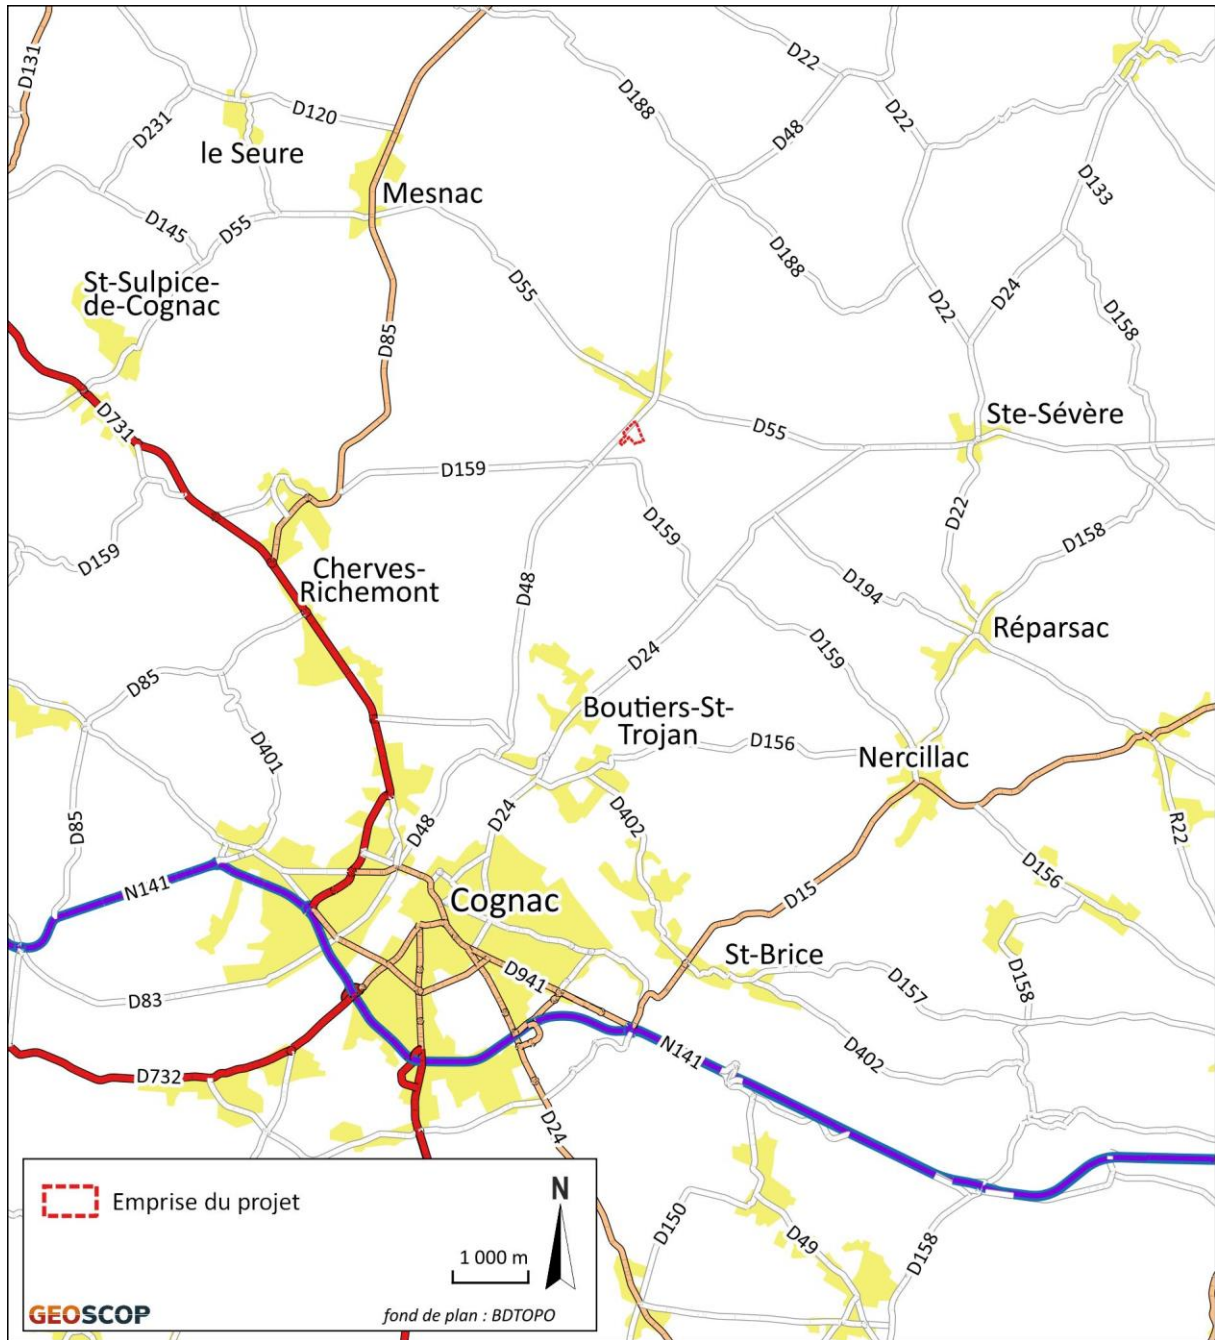 D131
D22
D188
D48
D22
D120
D231
le Seure
Mesnac
D133
D145
D55
D188
St-Sulpice-
de-Cognac
D55
D22
D24
D158
D85
D731
Ste-Sévère
D55
D159
D22
D159
D158
D159
Cherves-
Richemont
D48
D194
Réparsac
D24
D159
D85
Boutiers-St-
Trojan
D156
Nercillac
D401
D24
D402
D85
D48
R22
N141
D156
D15
Cognac
St-Brice
D941
D157
D158
D83
N141
D402
D732
D24
D150
D49
D158
Emprise du projet
N
1 000 m
GEOSCOP
fond de plan : BDTOPO